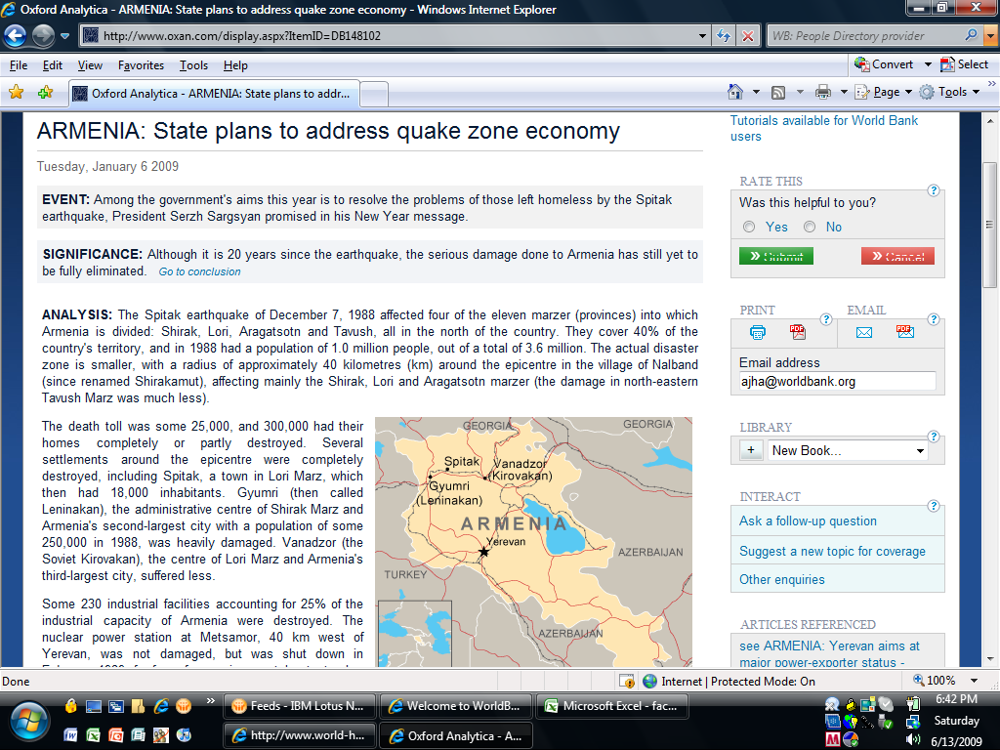 Oxford Analytica - ARMENIA: State plans to address quake zone economy - Windows Internet Explorer
http://www.oxan.com/display.aspx?ItemID=DB148102
WB: People Directory provider
File Edit View Favorites Tools Help
Convert Select
Oxford Analytica - ARMENIA: State plans to addr...
Page Tools
ARMENIA: State plans to address quake zone economy
Tuesday, January 6 2009
EVENT: Among the government's aims this year is to resolve the problems of those left homeless by the Spitak
earthquake, President Serzh Sargsyan promised in his New Year message.
SIGNIFICANCE: Although it is 20 years since the earthquake, the serious damage done to Armenia has still yet to
be fully eliminated. Go to conclusion
ANALYSIS: The Spitak earthquake of December 7, 1988 affected four of the eleven marzer (provinces) into which
Armenia is divided: Shirak, Lori, Aragatsotn and Tavush, all in the north of the country. They cover 40% of the
country's territory, and in 1988 had a population of 1.0 million people, out of a total of 3.6 million. The actual disaster
zone is smaller, with a radius of approximately 40 kilometres (km) around the epicentre in the village of Nalband
(since renamed Shirakamut), affecting mainly the Shirak, Lori and Aragatsotn marzer (the damage in north-eastern
Tavush Marz was much less).
The death toll was some 25,000, and 300,000 had their
homes completely or partly destroyed. Several
settlements around the epicentre were completely
destroyed, including Spitak, a town in Lori Marz, which
then had 18,000 inhabitants. Gyumri (then called
Leninakan), the administrative centre of Shirak Marz and
Armenia's second-largest city with a population of some
250,000 in 1988, was heavily damaged. Vanadzor (the
Soviet Kirovakan), the centre of Lori Marz and Armenia's
third-largest city, suffered less.
Some 230 industrial facilities accounting for 25% of the
industrial capacity of Armenia were destroyed. The
nuclear power station at Metsamor, 40 km west of
Yerevan, was not damaged, but was shut down in
GEORGIA
GEORGIA
Spitak
Vanadzor
(Kirovakan)
Gyumri
(Leninakan)
ARMENIA
Yerevan
AZERBAIJAN
TURKEY
AZERBAIJAN
Tutorials available for World Bank
users
RATE THIS
?
Was this helpful to you?
Yes No
» Submit » Cancel
PRINT
?
EMAIL
?
PDF
PDF
Email address
ajha@worldbank.org
LIBRARY
?
+ New Book...
INTERACT
?
Ask a follow-up question
Suggest a new topic for coverage
Other enquiries
ARTICLES REFERENCED
see ARMENIA: Yerevan aims at
major power-exporter status -
Done
Internet | Protected Mode: On
100%
Feeds - IBM Lotus N...
Welcome to WorldB...
Microsoft Excel - fac...
http://www.world-h...
Oxford Analytica - A...
6:42 PM
Saturday
6/13/2009